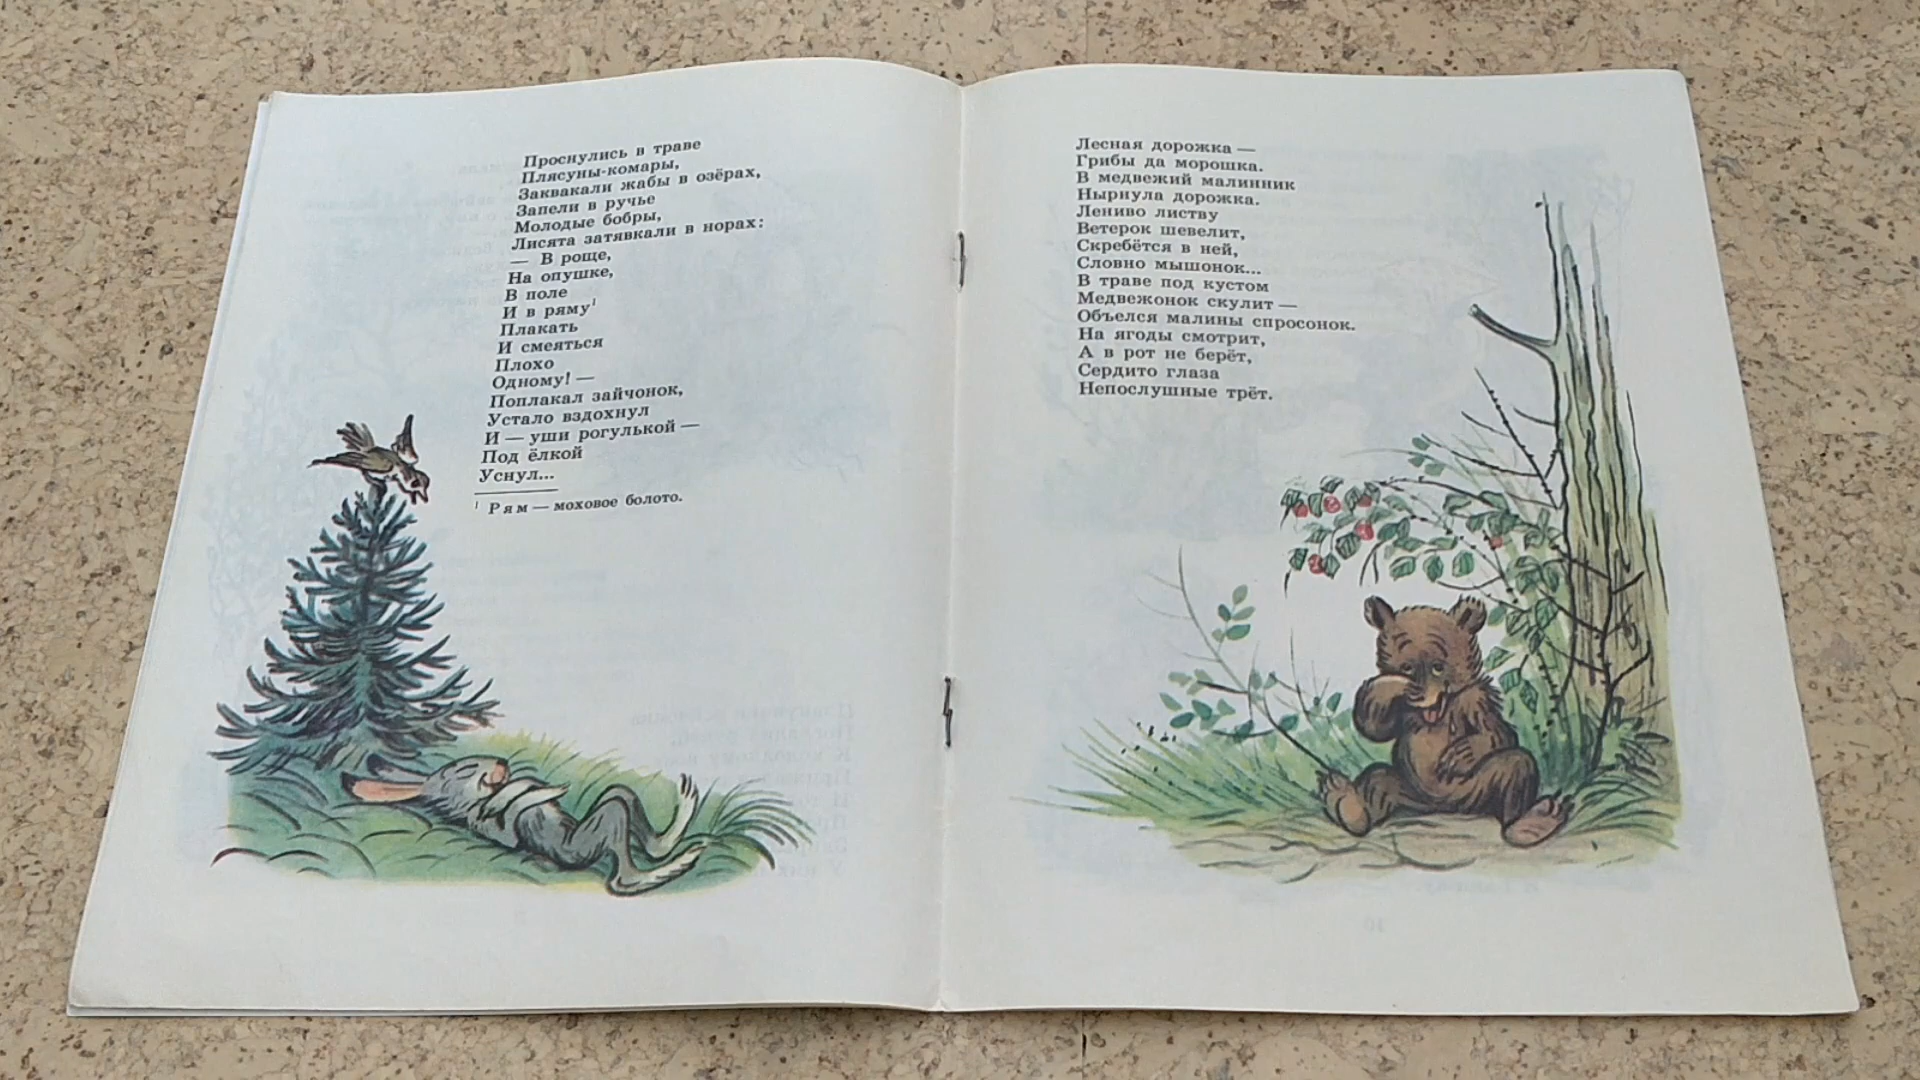 Проснулись в траве
Плясуны-комары,
Заквакали жабы в озёрах,
Запели в ручье
Молодые бобры,
Лисята затявкали в норах:
— В роще,
На опушке,
В поле
И в ряму¹
Плакать
И смеяться
Плохо
Одному! —
Поплакал зайчонок,
Устало вздохнул
И — уши рогулькой —
Под ёлкой
Уснул...
¹ Рям — моховое болото.
Лесная дорожка —
Грибы да морошка.
В медвежий малинник
Нырнула дорожка.
Лениво листву
Ветерок шевелит,
Скребётся в ней,
Словно мышонок...
В траве под кустом
Медвежонок скулит —
Объелся малины спросонок.
На ягоды смотрит,
А в рот не берёт,
Сердито глаза
Непослушные трёт.